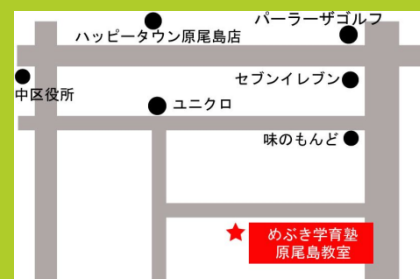 パーラーザゴルフ
ハッピータウン原尾島店
セブンイレブン
中区役所
ユニクロ
味のもんど
めぶき学育塾
原尾島教室